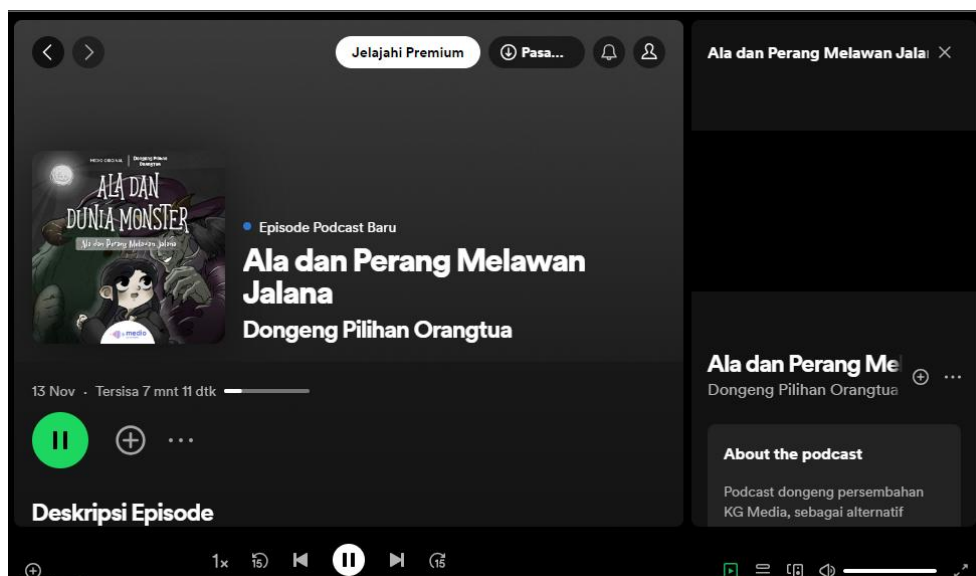 Jelajahi Premium
Pasa...
Ala dan Perang Melawan Jala
MEDIO ORIGINAL
Dongeng Pilihan
Orangtua
ALA DAN
DUNIA MONSTER
Ala dan Perang Melawan Jalana
medio
Episode Podcast Baru
Ala dan Perang Melawan
Jalana
Dongeng Pilihan Orangtua
13 Nov - Tersisa 7 mnt 11 dtk
Deskripsi Episode
Ala dan Perang Me
Dongeng Pilihan Orangtua
About the podcast
Podcast dongeng persembahan
KG Media, sebagai alternatif
1x
15
15